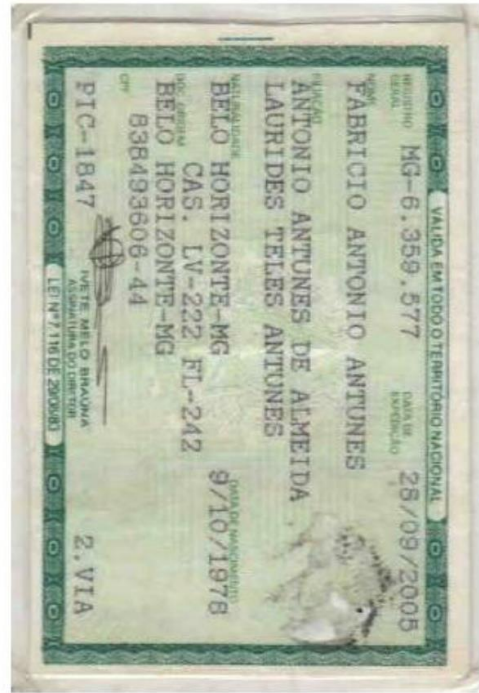 VÁLIDA EM TODO O TERRITÓRIO NACIONAL
REGISTRO GERAL MG-6.359.577 DATA DE EXPEDIÇÃO 28/09/2005
NOME
FABRICIO ANTONIO ANTUNES
FILIAÇÃO
ANTONIO ANTUNES DE ALMEIDA
LAURIDES TELES ANTUNES
NATURALIDADE DATA DE NASCIMENTO
BELO HORIZONTE-MG 9/10/1978
DOC. ORIGEM CAS. LV-222 FL-242
BELO HORIZONTE-MG
CPF 838493606-44
PIC-1847 2.VIA
IVETE MELO BRAUNA
ASSINATURA DO DIRETOR
LEI Nº 7.116 DE 29/08/83